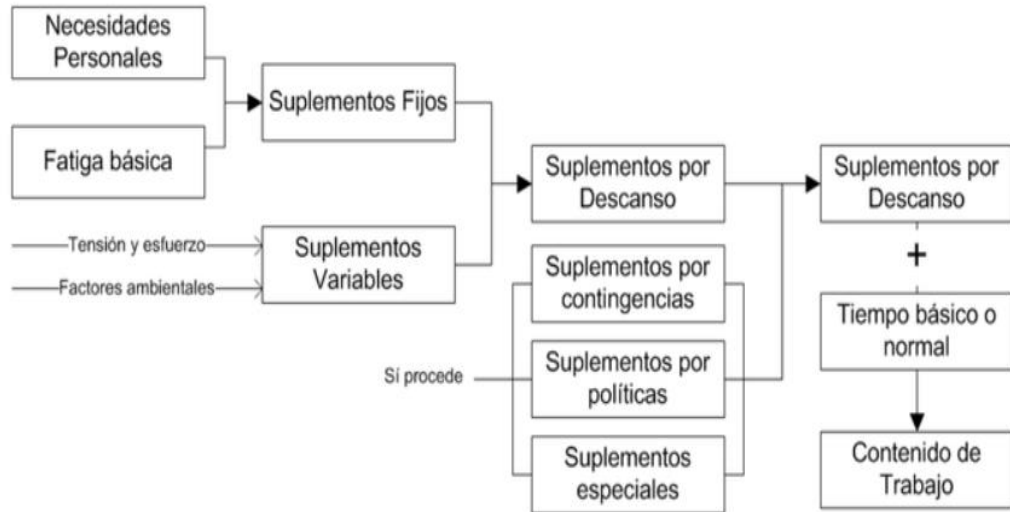 Necesidades
Personales
Fatiga básica
Tensión y esfuerzo
Factores ambientales
Suplementos Fijos
Suplementos
Variables
Sí procede
Suplementos por
Descanso
Suplementos por
contingencias
Suplementos por
políticas
Suplementos
especiales
Suplementos por
Descanso
+
Tiempo básico o
normal
Contenido de
Trabajo